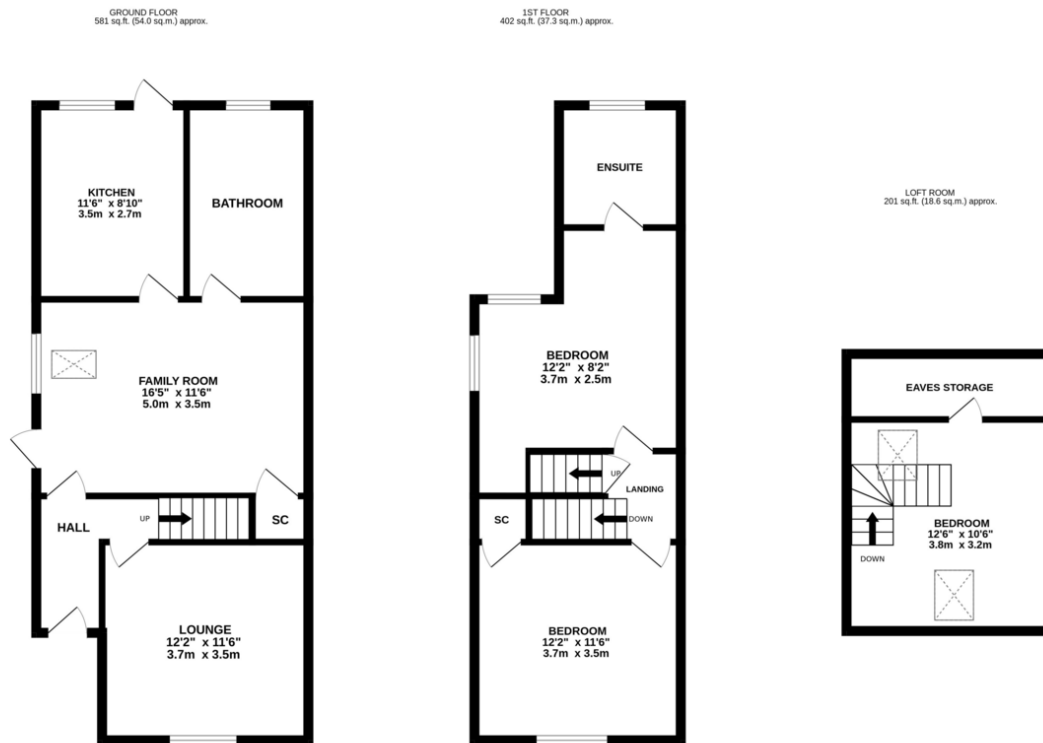 GROUND FLOOR
581 sq.ft. (54.0 sq.m.) approx.
KITCHEN
11'6" x 8'10"
3.5m x 2.7m
BATHROOM
FAMILY ROOM
16'5" x 11'6"
5.0m x 3.5m
HALL
UP
SC
LOUNGE
12'2" x 11'6"
3.7m x 3.5m
1ST FLOOR
402 sq.ft. (37.3 sq.m.) approx.
ENSUITE
BEDROOM
12'2" x 8'2"
3.7m x 2.5m
UP
LANDING
SC
DOWN
BEDROOM
12'2" x 11'6"
3.7m x 3.5m
LOFT ROOM
201 sq.ft. (18.6 sq.m.) approx.
EAVES STORAGE
BEDROOM
12'6" x 10'6"
3.8m x 3.2m
DOWN